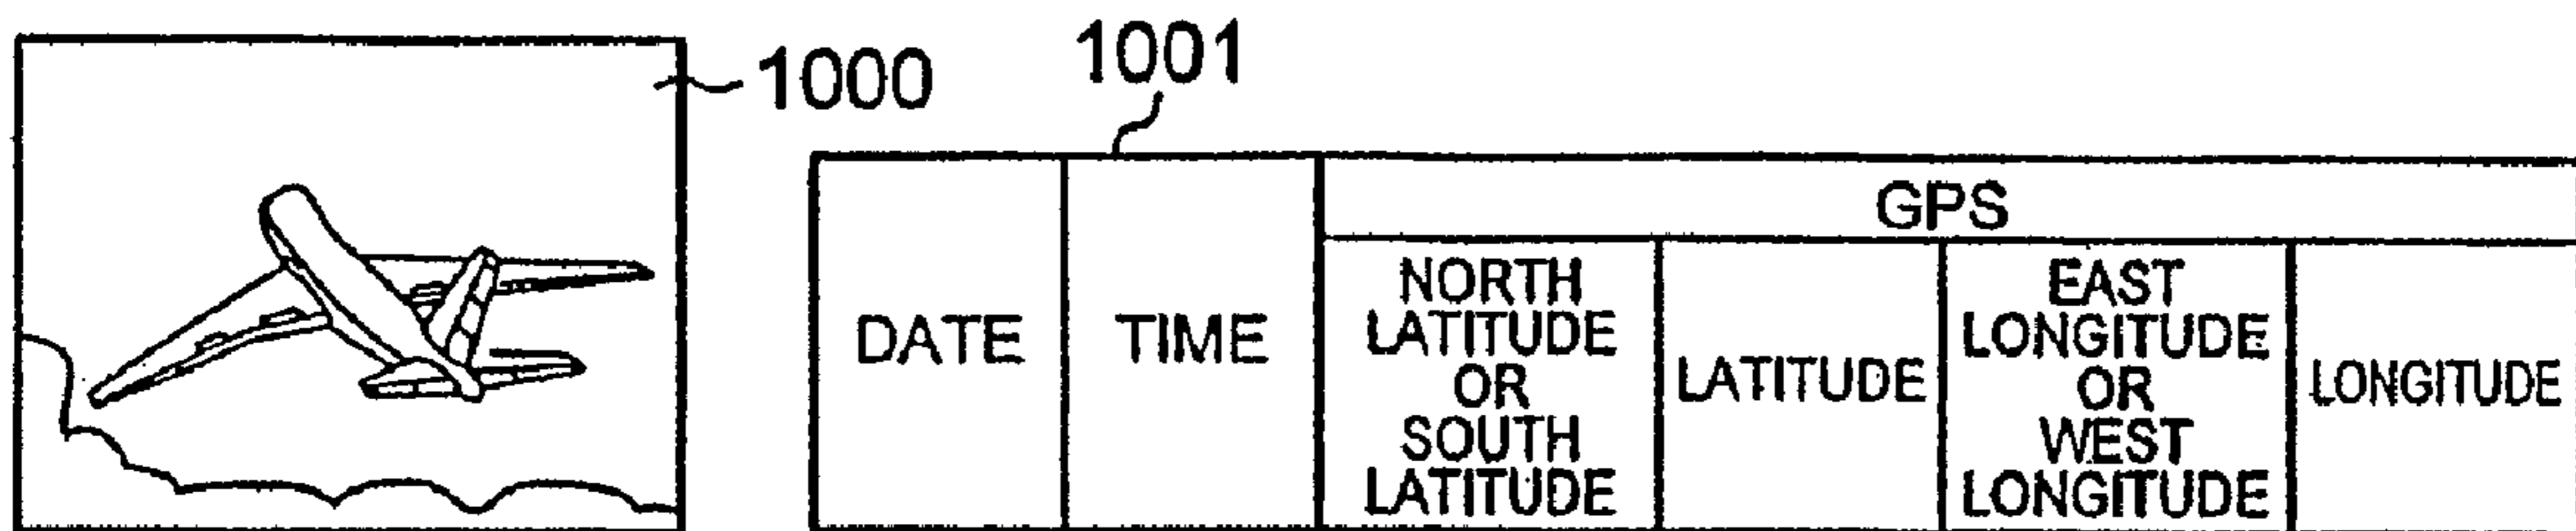 1000
1001
GPS
DATE
TIME
NORTH
LATITUDE
OR
SOUTH
LATITUDE
LATITUDE
EAST
LONGITUDE
OR
WEST
LONGITUDE
LONGITUDE